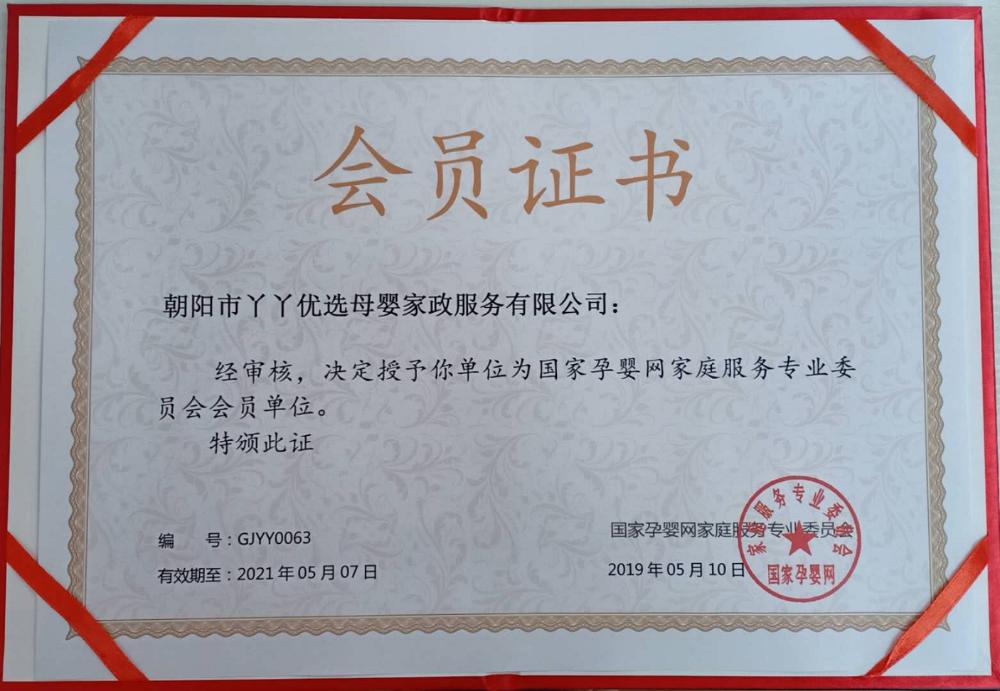 会员证书
朝阳市丫丫优选母婴家政服务有限公司：
经审核，决定授予你单位为国家孕婴网家庭服务专业委
员会会员单位。
特颁此证
编 号：GJYY0063
有效期至：2021年05月07日
国家孕婴网家庭服务专业委员会
2019年05月10日
家庭服务专业委员会
国家孕婴网